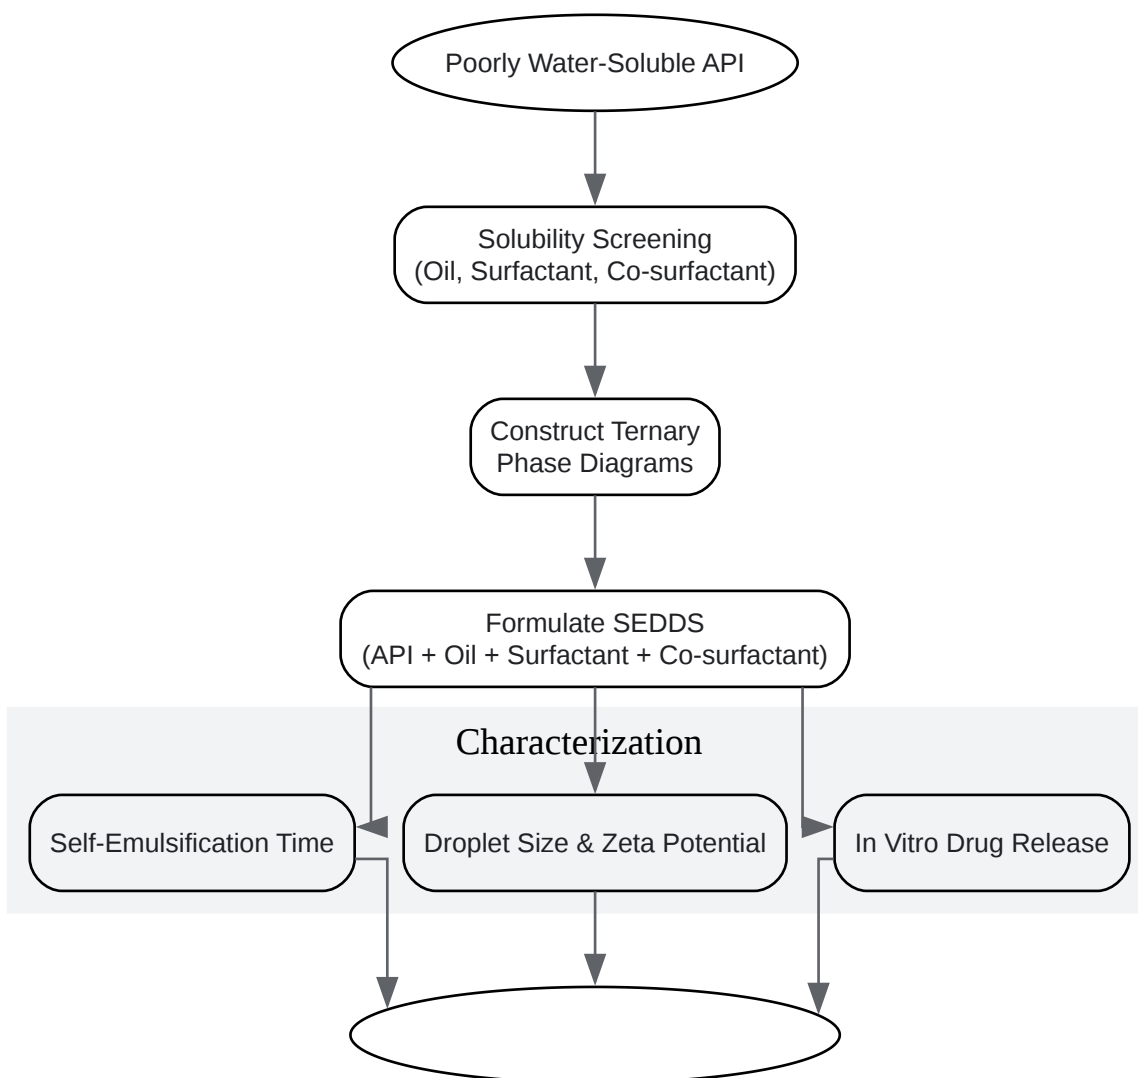 Poorly Water-Soluble API
Solubility Screening
(Oil, Surfactant, Co-surfactant)
Construct Ternary
Phase Diagrams
Formulate SEDDS
(API + Oil + Surfactant + Co-surfactant)
Characterization
Self-Emulsification Time
Droplet Size & Zeta Potential
In Vitro Drug Release